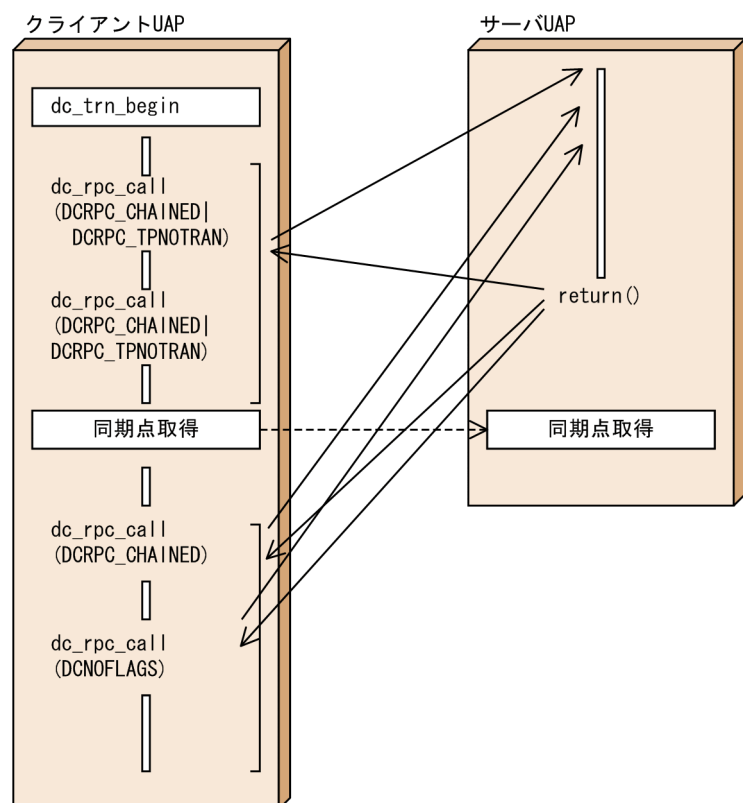 クライアントUAP
dc_trn_begin
dc_rpc_call
(DCRPC_CHAINED|
DCRPC_TPNOTRAN)
dc_rpc_call
(DCRPC_CHAINED|
DCRPC_TPNOTRAN)
同期点取得
dc_rpc_call
(DCRPC_CHAINED)
dc_rpc_call
(DCNOFLAGS)
サーバUAP
return()
同期点取得